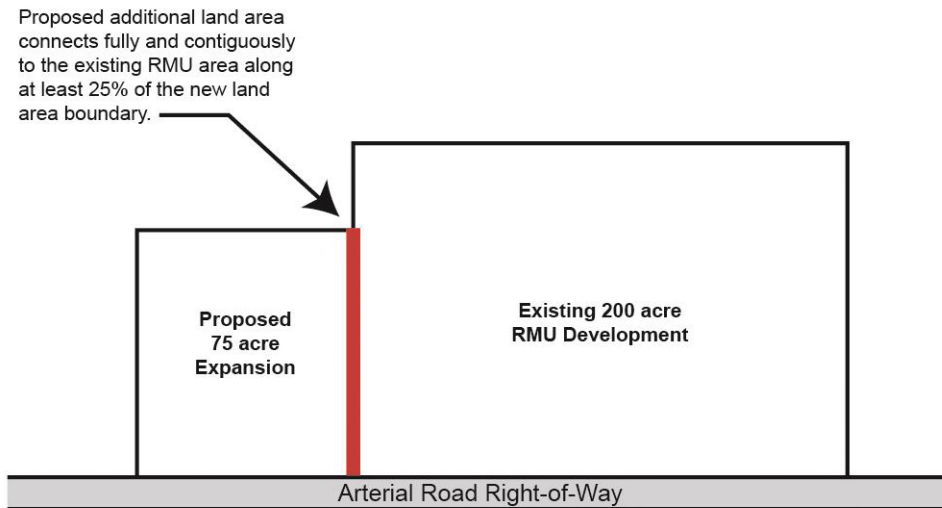 Proposed additional land area
connects fully and contiguously
to the existing RMU area along
at least 25% of the new land
area boundary.
Proposed
75 acre
Expansion
Existing 200 acre
RMU Development
Arterial Road Right-of-Way